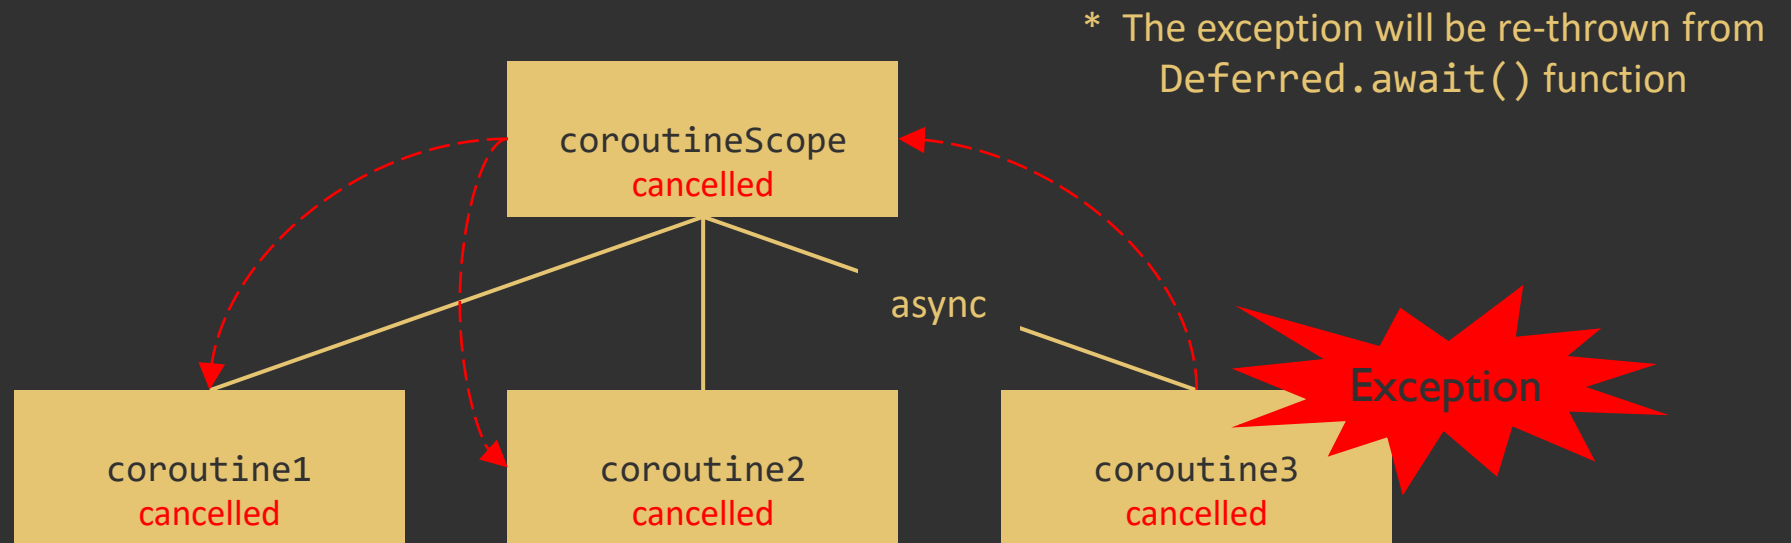 * The exception will be re-thrown from
Deferred.await() function
coroutineScope
cancelled
async
Exception
coroutine1
cancelled
coroutine2
cancelled
coroutine3
cancelled